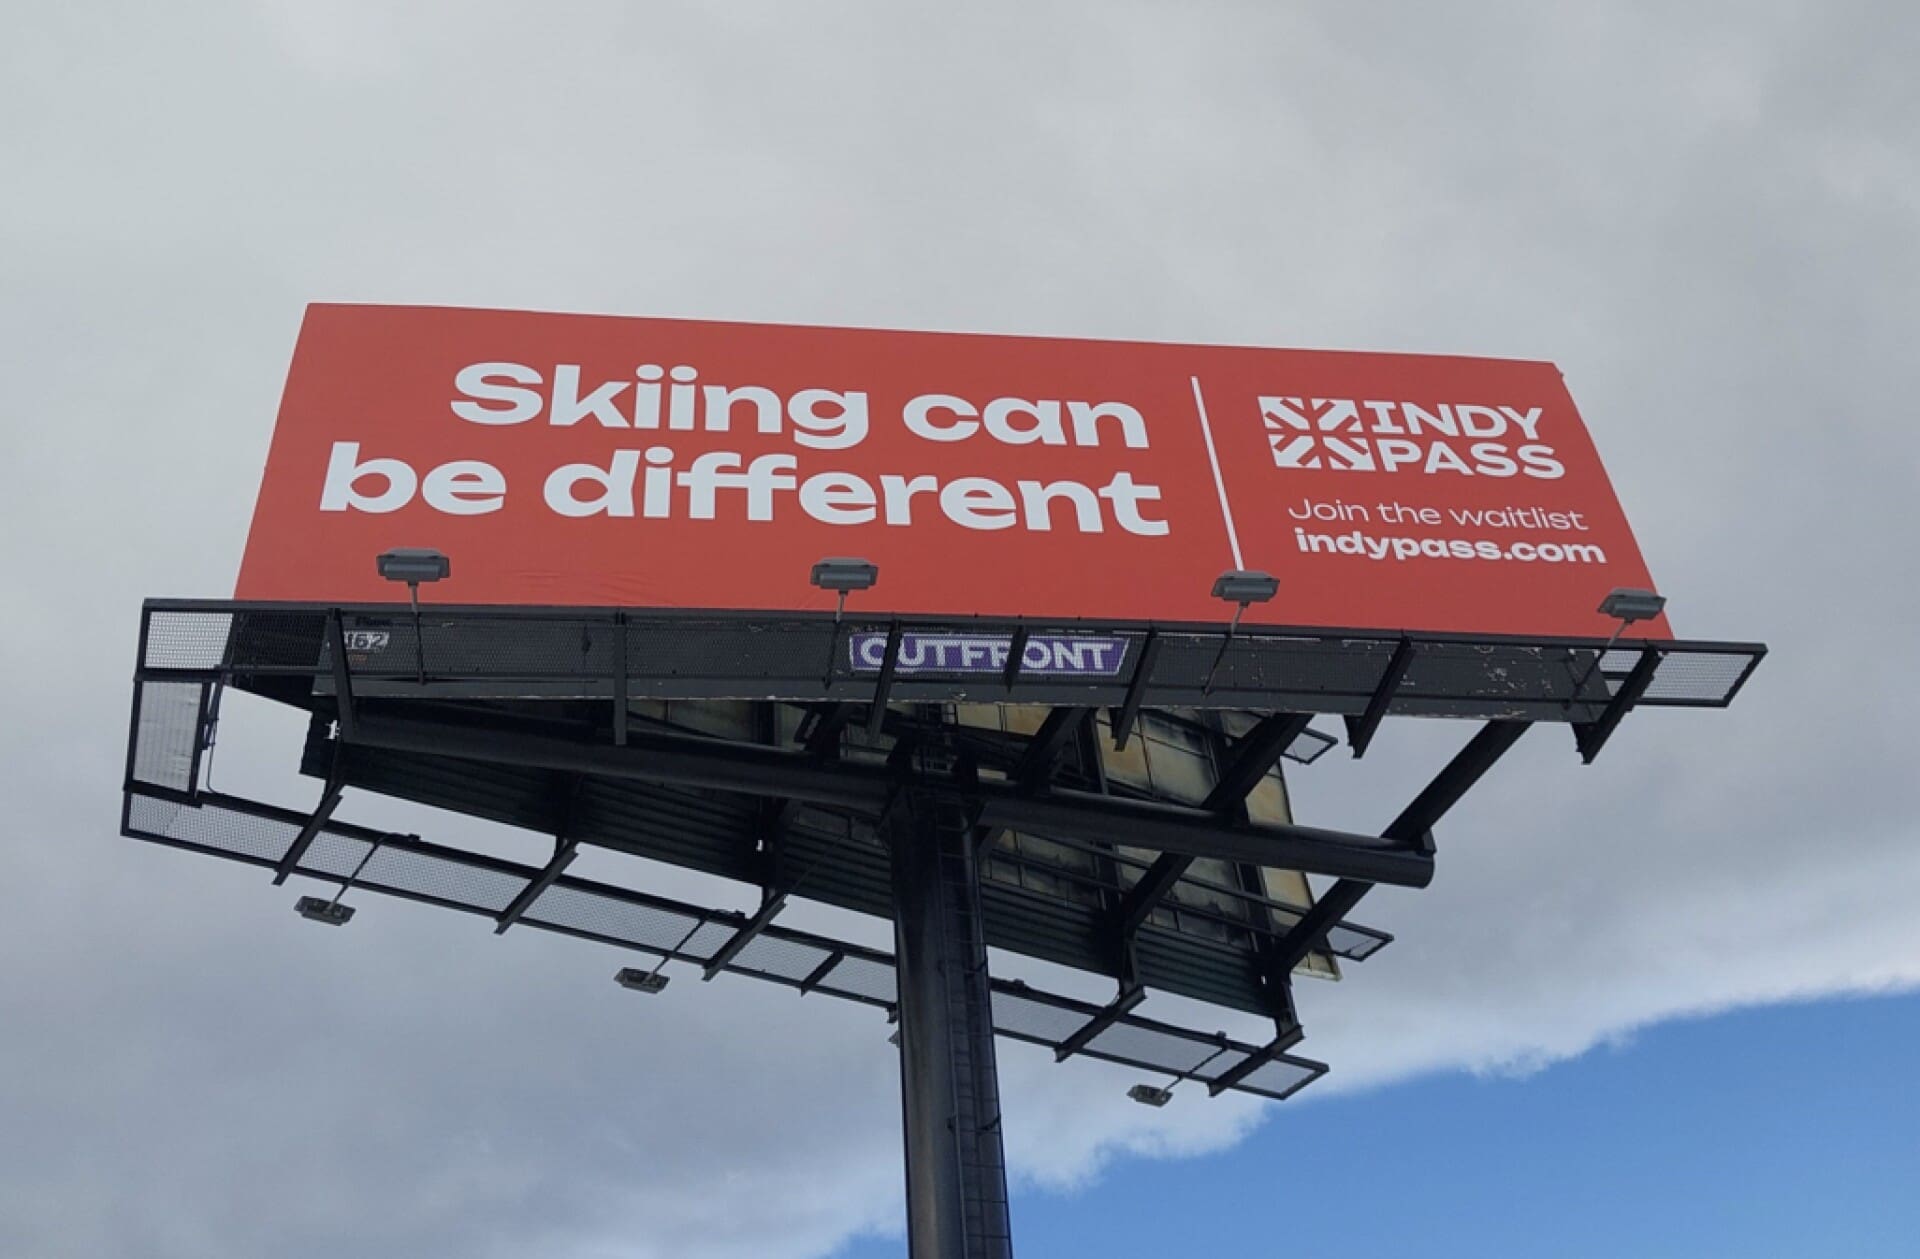 Skiing can
be different
INDY
PASS
Join the waitlist
indypass.com
OUTFRONT